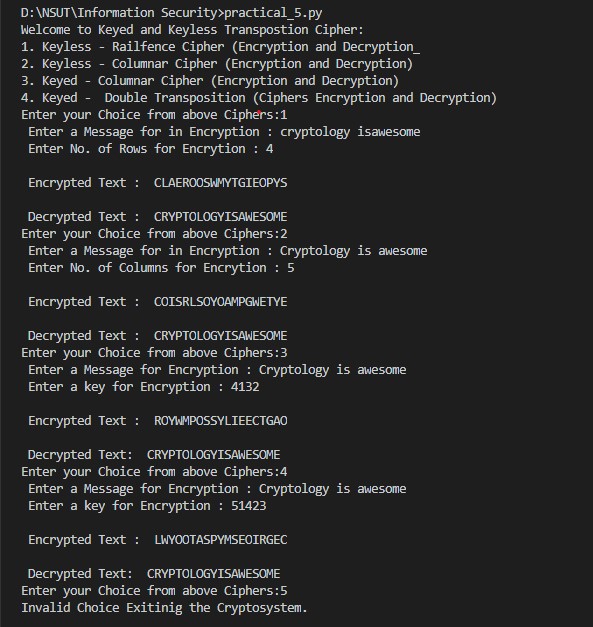 D:\NSUT\Information Security>practical_5.py
Welcome to Keyed and Keyless Transpostion Cipher:
1. Keyless - Railfence Cipher (Encryption and Decryption_
2. Keyless - Columnar Cipher (Encryption and Decryption)
3. Keyed - Columnar Cipher (Encryption and Decryption)
4. Keyed -  Double Transposition (Ciphers Encryption and Decryption)
Enter your Choice from above Ciphers:1
Enter a Message for in Encryption : cryptology isawesome
Enter No. of Rows for Encrytion : 4
Encrypted Text :  CLAEROOSWMYTGIEOPYS
Decrypted Text :  CRYPTOLOGYISAWESOME
Enter your Choice from above Ciphers:2
Enter a Message for in Encryption : Cryptology is awesome
Enter No. of Columns for Encrytion : 5
Encrypted Text :  COISRLSOYOAMPGWETYE
Decrypted Text :  CRYPTOLOGYISAWESOME
Enter your Choice from above Ciphers:3
Enter a Message for Encryption : Cryptology is awesome
Enter a key for Encryption : 4132
Encrypted Text :  ROYWMPOSSYLIEECTGAO
Decrypted Text:  CRYPTOLOGYISAWESOME
Enter your Choice from above Ciphers:4
Enter a Message for Encryption : Cryptology is awesome
Enter a key for Encryption : 51423
Encrypted Text :  LWYOOTASPYMSEOIRGEC
Decrypted Text:  CRYPTOLOGYISAWESOME
Enter your Choice from above Ciphers:5
Invalid Choice Exitinig the Cryptosystem.